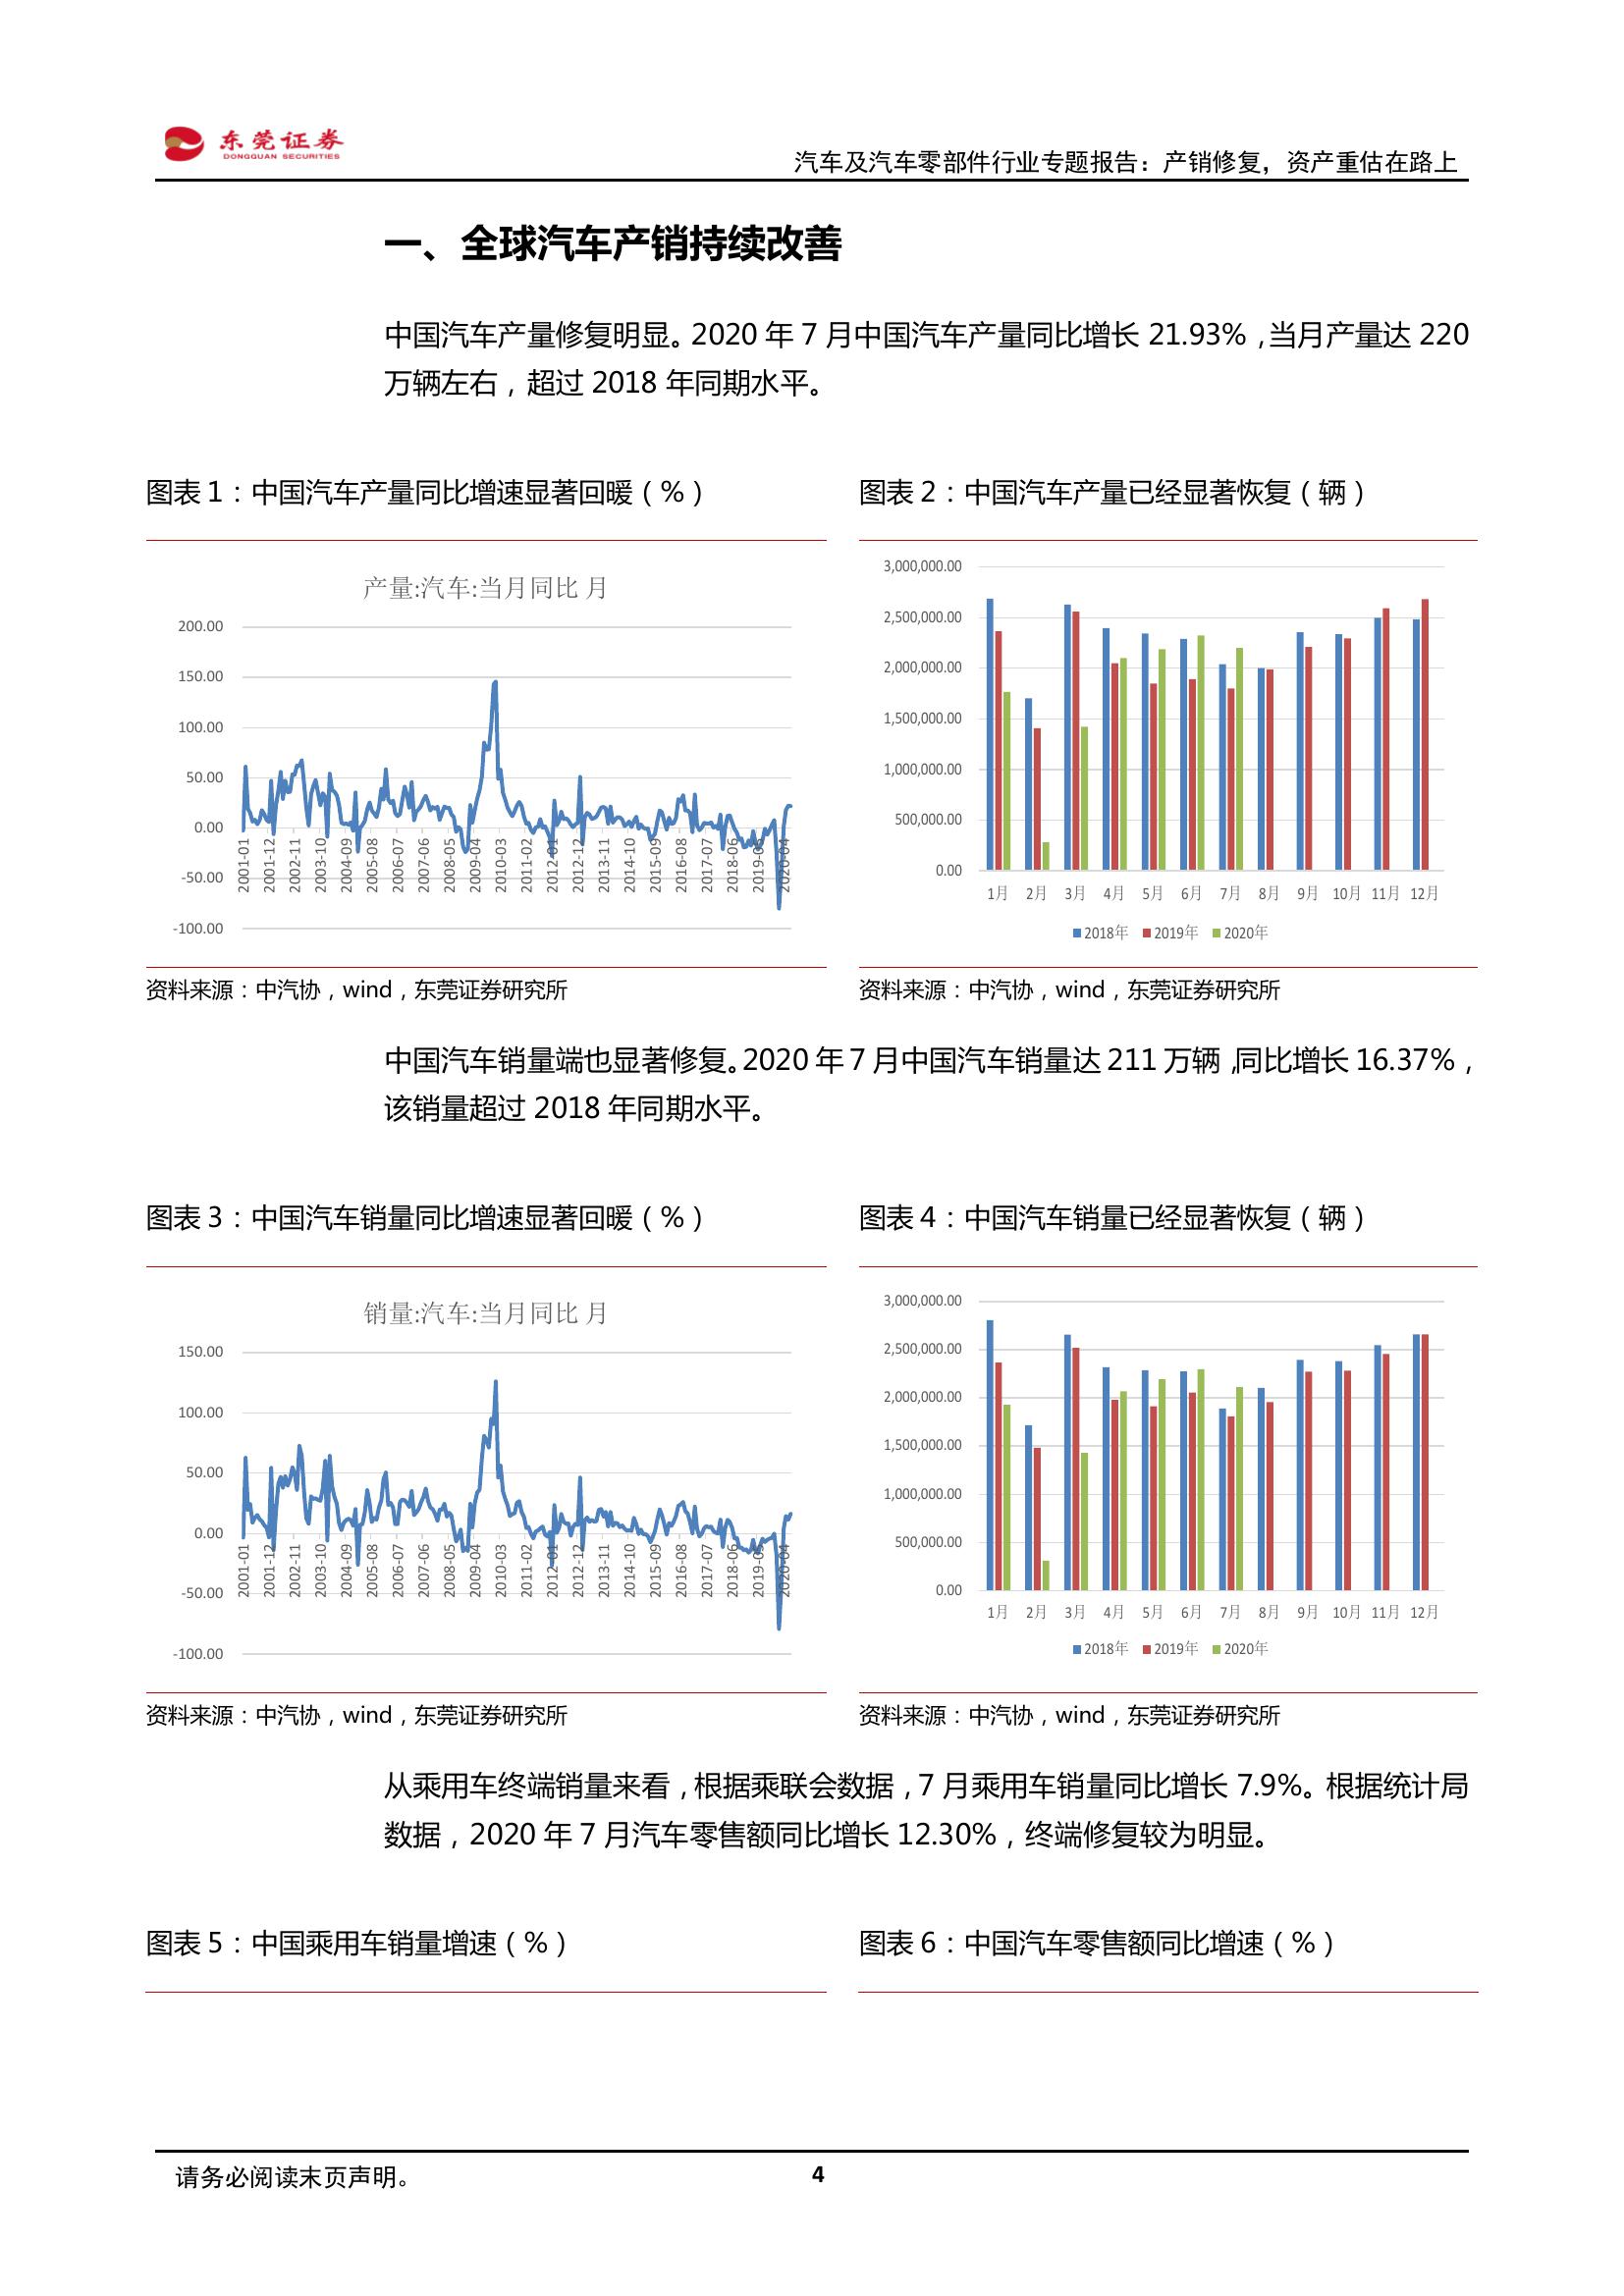 东莞证券
DONGGUAN SECURITIES
汽车及汽车零部件行业专题报告：产销修复，资产重估在路上
一、全球汽车产销持续改善
中国汽车产量修复明显。2020 年 7 月中国汽车产量同比增长 21.93%，当月产量达 220
万辆左右，超过 2018 年同期水平。
图表 1：中国汽车产量同比增速显著回暖（%）
产量:汽车:当月同比 月
200.00
150.00
100.00
50.00
0.00
-50.00
-100.00
2001-01
2001-12
2002-11
2003-10
2004-09
2005-08
2006-07
2007-06
2008-05
2009-04
2010-03
2011-02
2012-01
2012-12
2013-11
2014-10
2015-09
2016-08
2017-07
2018-06
2019-05
2020-04
资料来源：中汽协，wind，东莞证券研究所
图表 2：中国汽车产量已经显著恢复（辆）
3,000,000.00
2,500,000.00
2,000,000.00
1,500,000.00
1,000,000.00
500,000.00
0.00
1月 2月 3月 4月 5月 6月 7月 8月 9月 10月 11月 12月
2018年 2019年 2020年
资料来源：中汽协，wind，东莞证券研究所
中国汽车销量端也显著修复。2020 年 7 月中国汽车销量达 211 万辆，同比增长 16.37%，
该销量超过 2018 年同期水平。
图表 3：中国汽车销量同比增速显著回暖（%）
销量:汽车:当月同比 月
150.00
100.00
50.00
0.00
-50.00
-100.00
2001-01
2001-12
2002-11
2003-10
2004-09
2005-08
2006-07
2007-06
2008-05
2009-04
2010-03
2011-02
2012-01
2012-12
2013-11
2014-10
2015-09
2016-08
2017-07
2018-06
2019-05
2020-04
资料来源：中汽协，wind，东莞证券研究所
图表 4：中国汽车销量已经显著恢复（辆）
3,000,000.00
2,500,000.00
2,000,000.00
1,500,000.00
1,000,000.00
500,000.00
0.00
1月 2月 3月 4月 5月 6月 7月 8月 9月 10月 11月 12月
2018年 2019年 2020年
资料来源：中汽协，wind，东莞证券研究所
从乘用车终端销量来看，根据乘联会数据，7 月乘用车销量同比增长 7.9%。根据统计局
数据，2020 年 7 月汽车零售额同比增长 12.30%，终端修复较为明显。
图表 5：中国乘用车销量增速（%）
图表 6：中国汽车零售额同比增速（%）
请务必阅读末页声明。
4